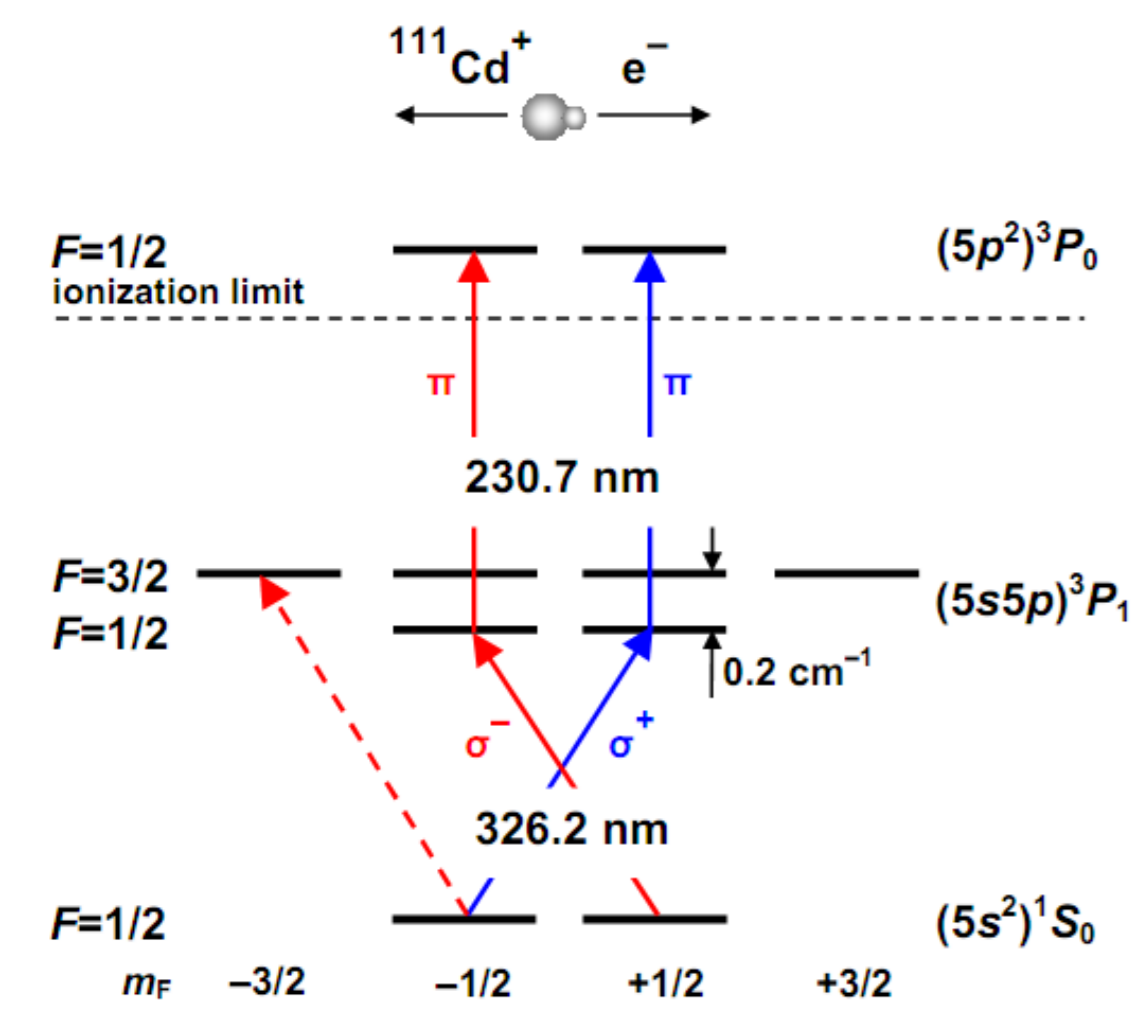 ¹¹¹Cd⁺ e⁻
F=1/2 (5p²)³P₀
ionization limit
π π
230.7 nm
F=3/2 (5s5p)³P₁
F=1/2
0.2 cm⁻¹
σ⁻ σ⁺
326.2 nm
F=1/2 (5s²)¹S₀
mF –3/2 –1/2 +1/2 +3/2